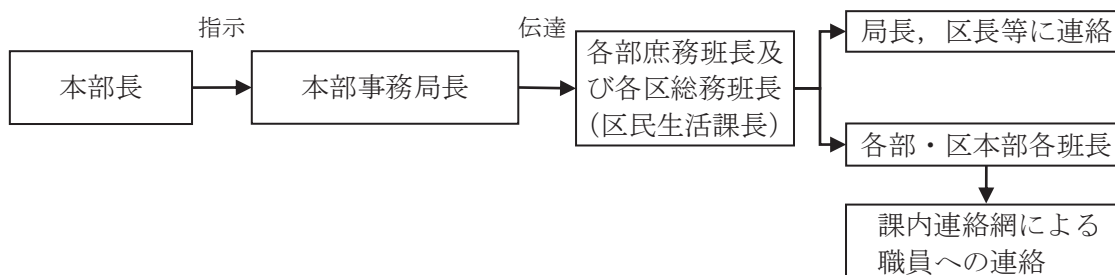 指示
伝達
本部長
本部事務局長
各部庶務班長及
び各区総務班長
（区民生活課長）
局長，区長等に連絡
各部・区本部各班長
課内連絡網による
職員への連絡